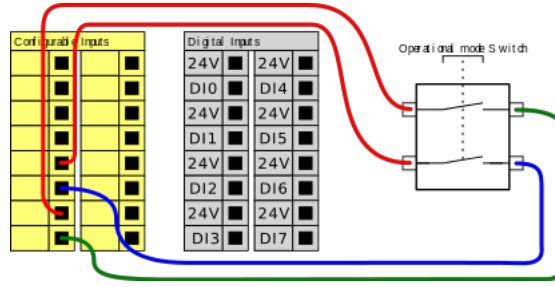 Configurable Inputs
Digital Inputs
Operational mode Switch
24V 24V
DI0 DI4
24V 24V
DI1 DI5
24V 24V
DI2 DI6
24V 24V
DI3 DI7